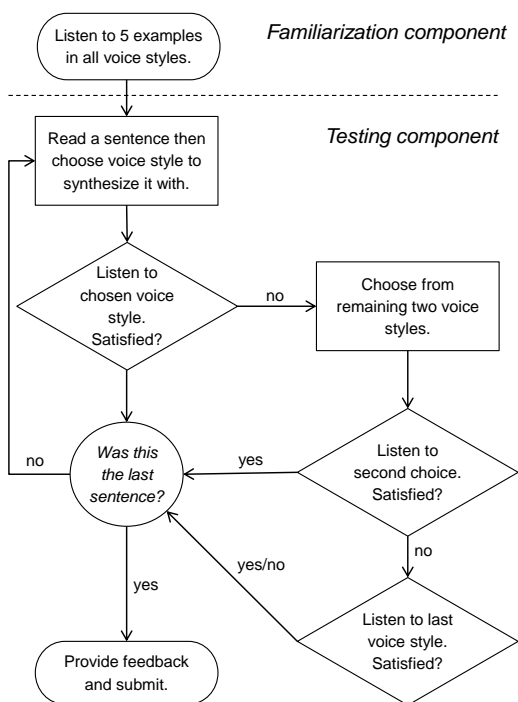 Listen to 5 examples
in all voice styles.
Familiarization component
Testing component
Read a sentence then
choose voice style to
synthesize it with.
Listen to
chosen voice
style.
Satisfied?
no
Choose from
remaining two voice
styles.
no
Was this
the last
sentence?
yes
Listen to
second choice.
Satisfied?
no
yes/no
yes
Listen to last
voice style.
Satisfied?
Provide feedback
and submit.